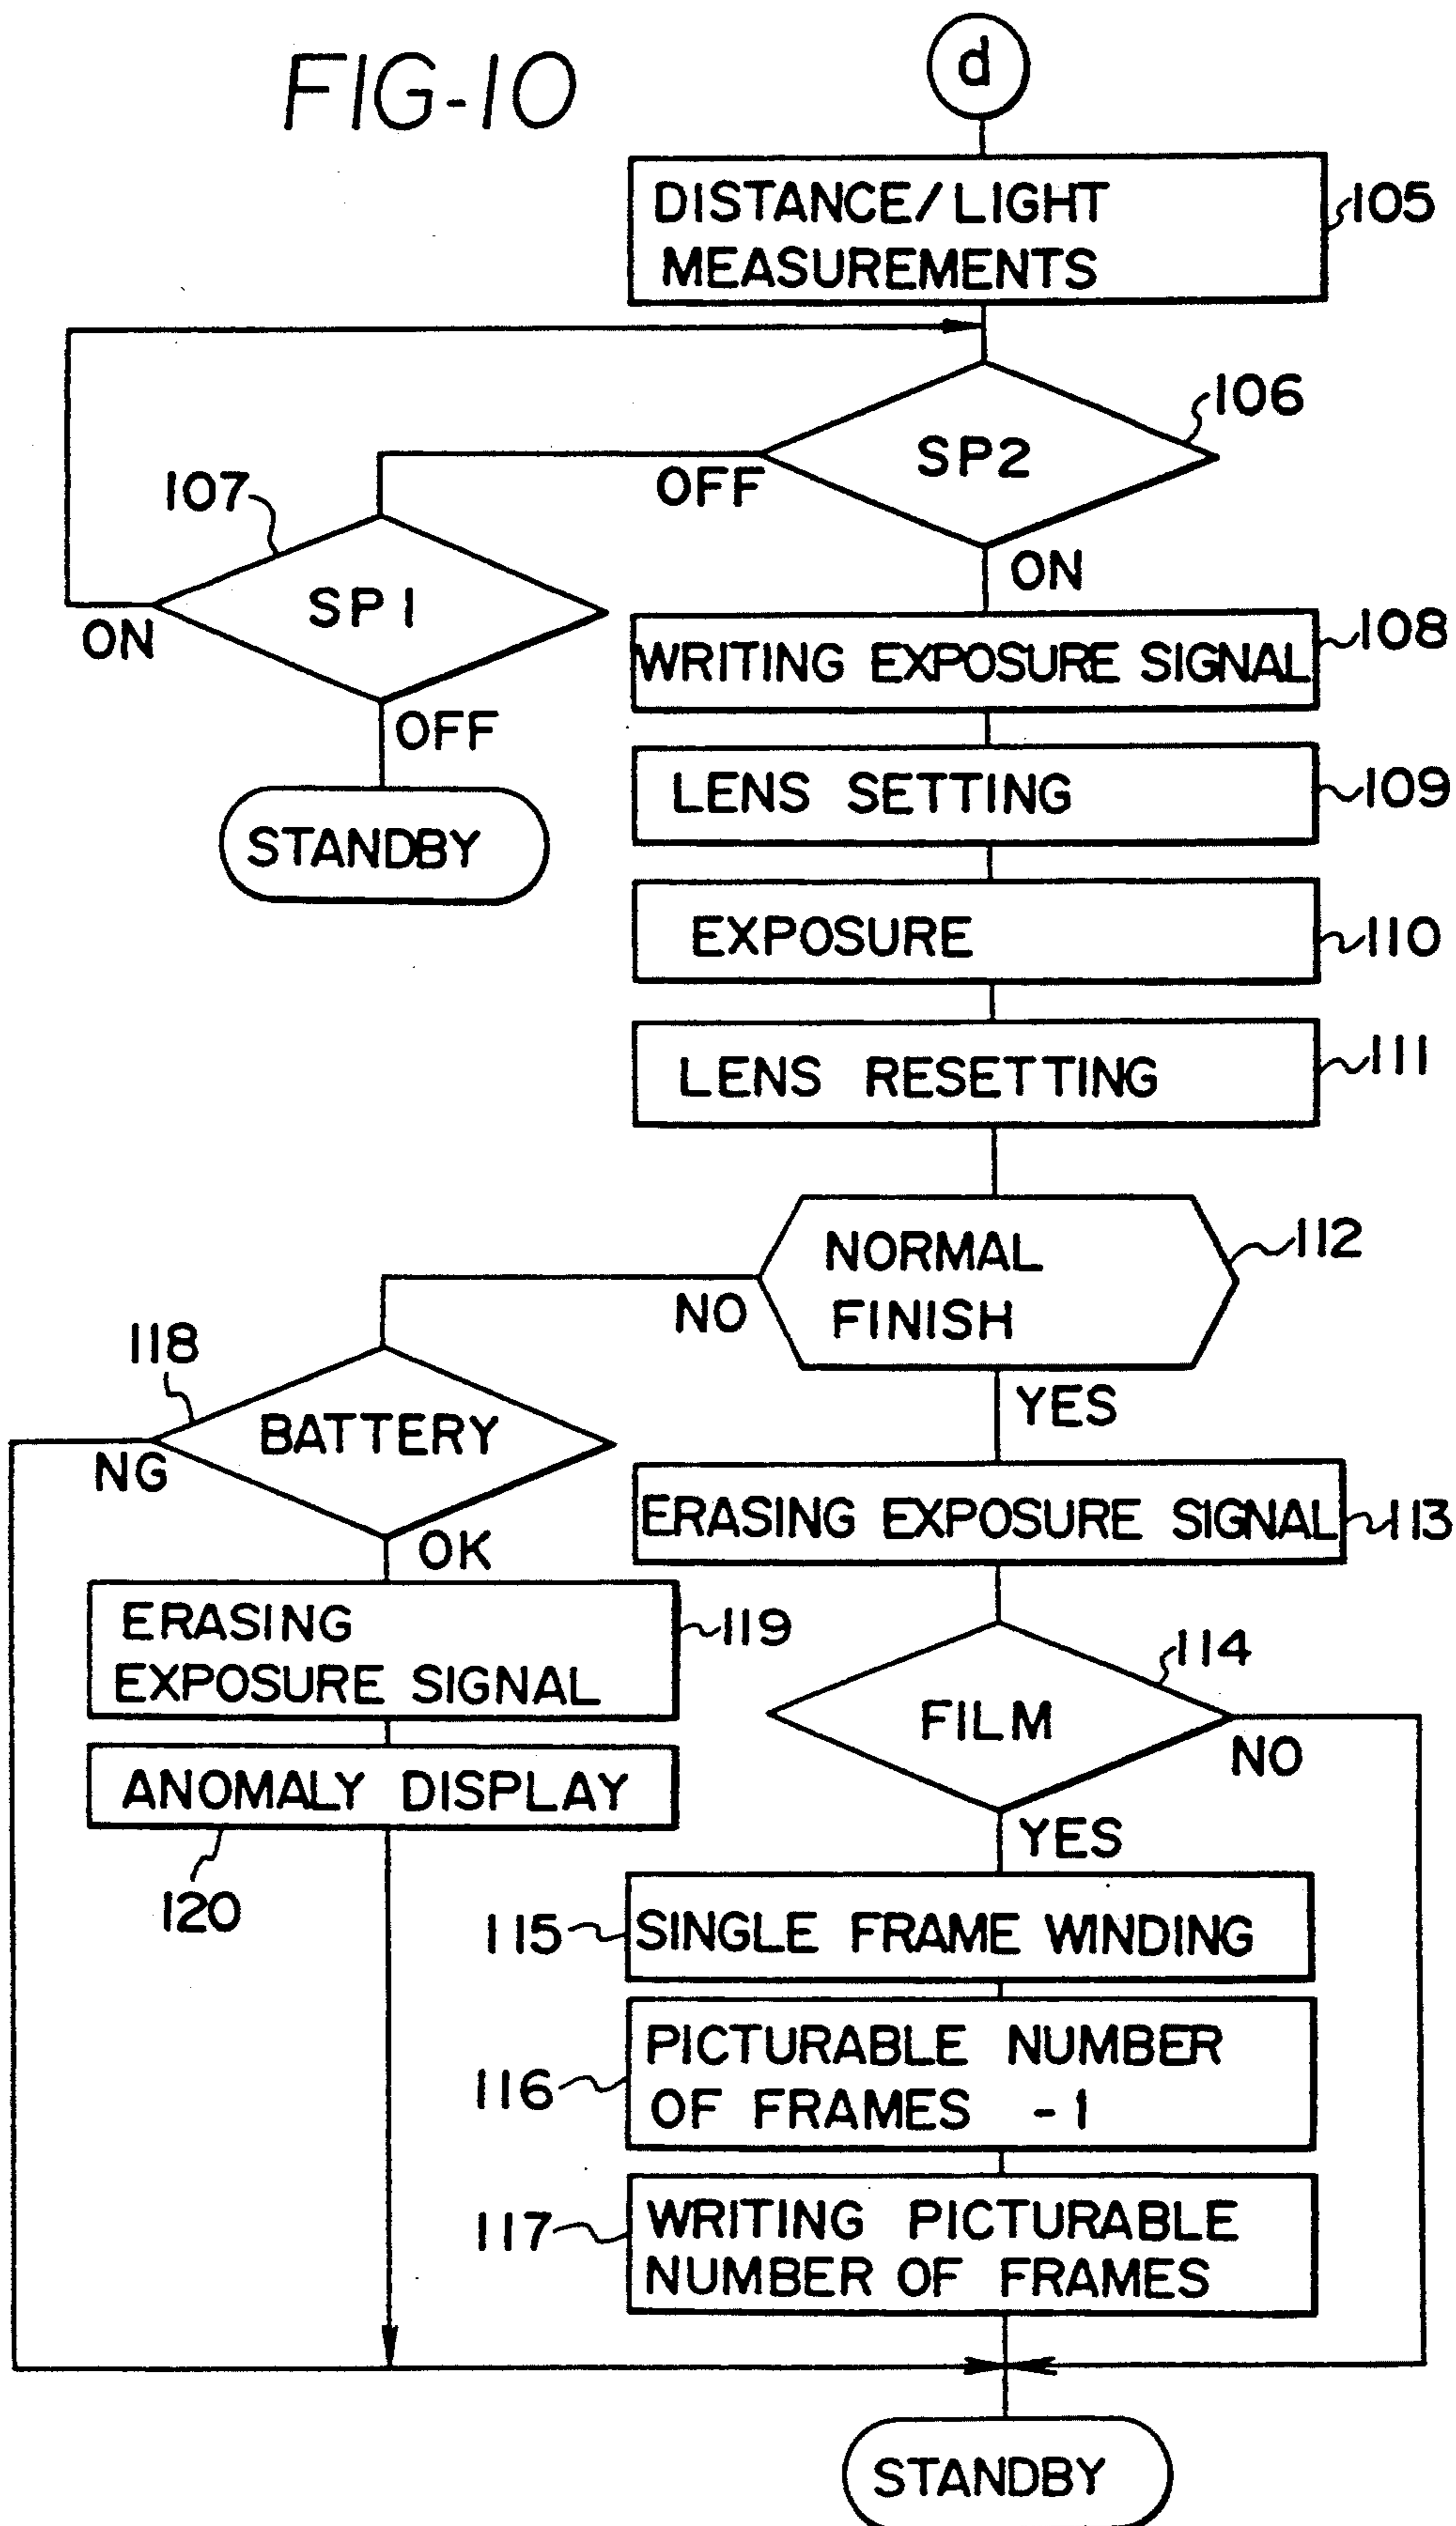 FIG-10
d
DISTANCE/LIGHT
MEASUREMENTS
105
SP2
106
OFF
ON
107
SP1
ON
OFF
STANDBY
WRITING EXPOSURE SIGNAL
108
LENS SETTING
109
EXPOSURE
110
LENS RESETTING
111
NORMAL
FINISH
112
NO
YES
118
BATTERY
NG
OK
ERASING EXPOSURE SIGNAL
113
ERASING
EXPOSURE SIGNAL
119
FILM
114
NO
YES
ANOMALY DISPLAY
120
115
SINGLE FRAME WINDING
116
PICTURABLE NUMBER
OF FRAMES -1
117
WRITING PICTURABLE
NUMBER OF FRAMES
STANDBY